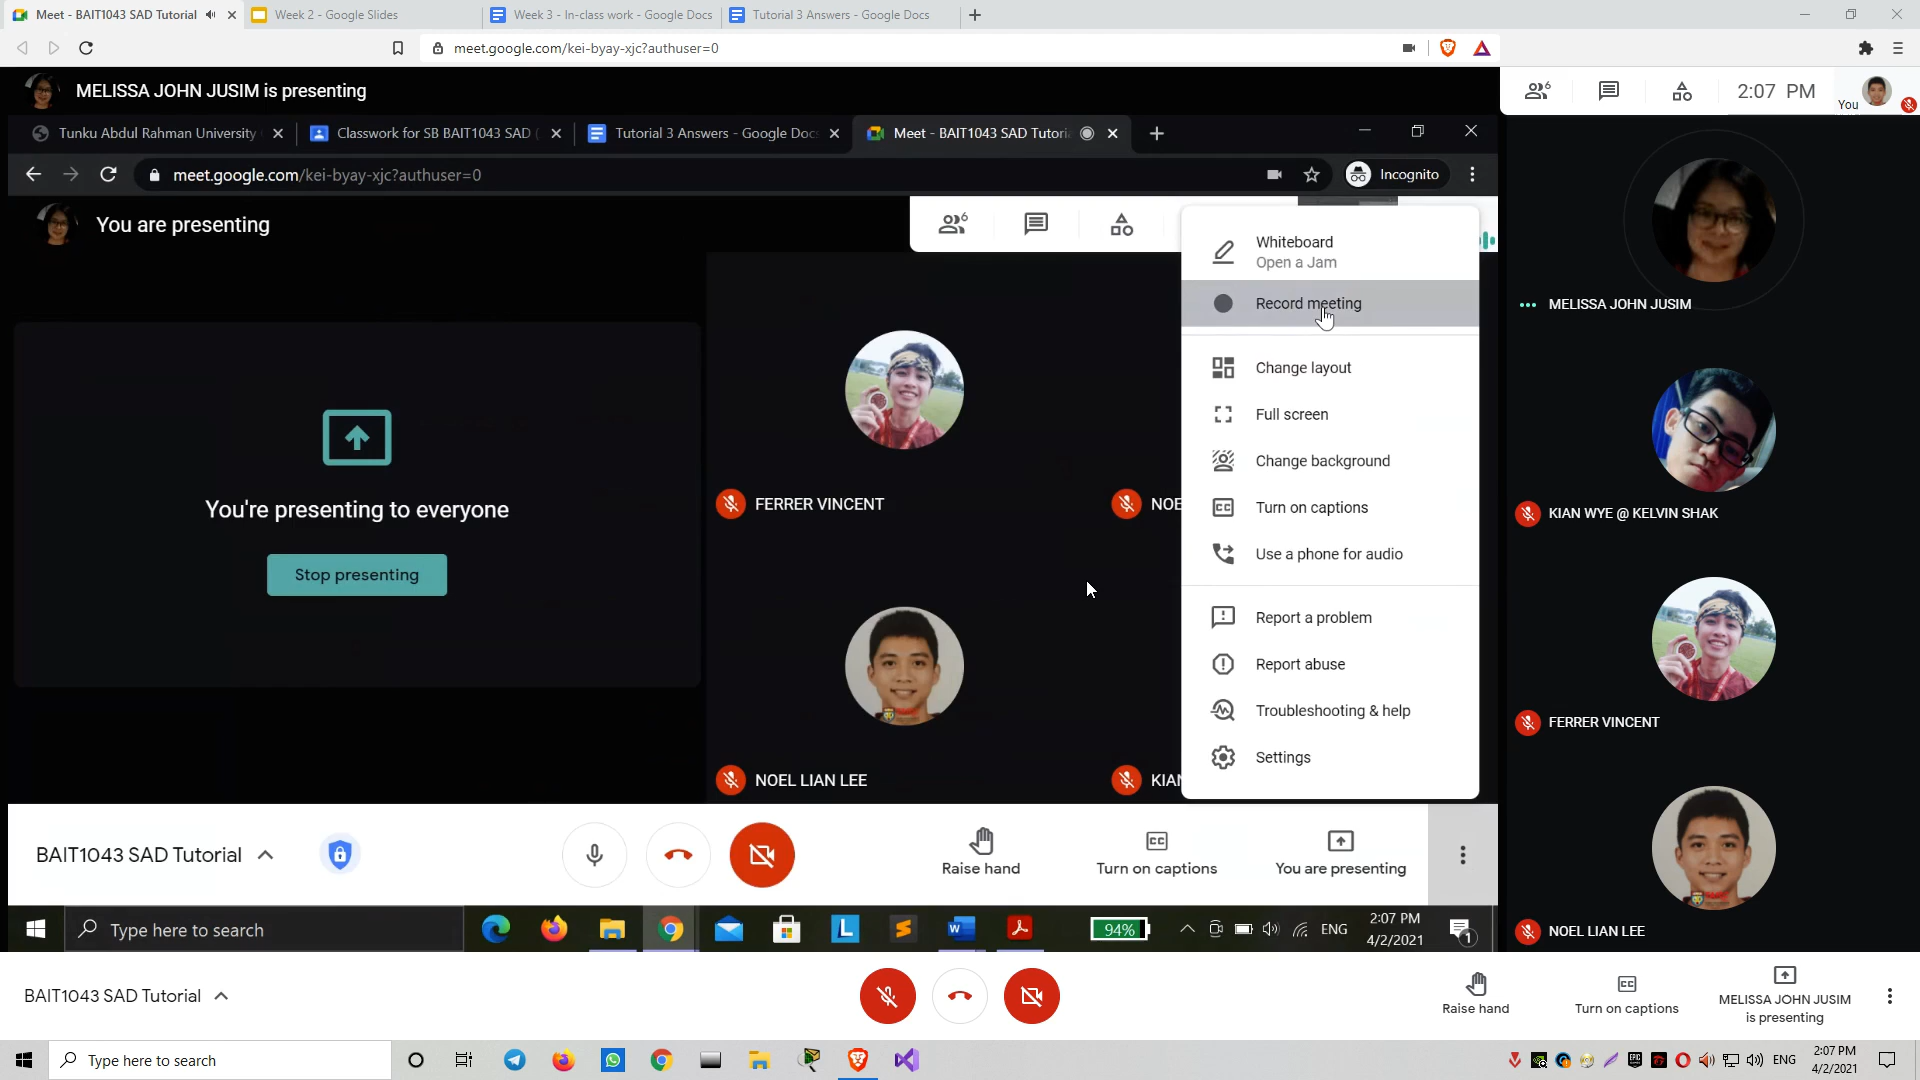 Meet - BAIT1043 SAD Tutorial
Week 2 - Google Slides
Week 3 - In-class work - Google Docs
Tutorial 3 Answers - Google Docs
meet.google.com/kei-byay-xjc?authuser=0
MELISSA JOHN JUSIM is presenting
6
2:07 PM
You
Tunku Abdul Rahman University
Classwork for SB BAIT1043 SAD (
Tutorial 3 Answers - Google Docs
Meet - BAIT1043 SAD Tutoria
meet.google.com/kei-byay-xjc?authuser=0
Incognito
You are presenting
6
Whiteboard
Open a Jam
Record meeting
Change layout
Full screen
Change background
Turn on captions
Use a phone for audio
Report a problem
Report abuse
Troubleshooting & help
Settings
You're presenting to everyone
Stop presenting
FERRER VINCENT
NOE
NOEL LIAN LEE
KIAN
MELISSA JOHN JUSIM
KIAN WYE @ KELVIN SHAK
FERRER VINCENT
NOEL LIAN LEE
BAIT1043 SAD Tutorial
Raise hand
Turn on captions
You are presenting
Type here to search
94%
ENG
2:07 PM
4/2/2021
1
BAIT1043 SAD Tutorial
Raise hand
Turn on captions
MELISSA JOHN JUSIM
is presenting
Type here to search
ENG
2:07 PM
4/2/2021